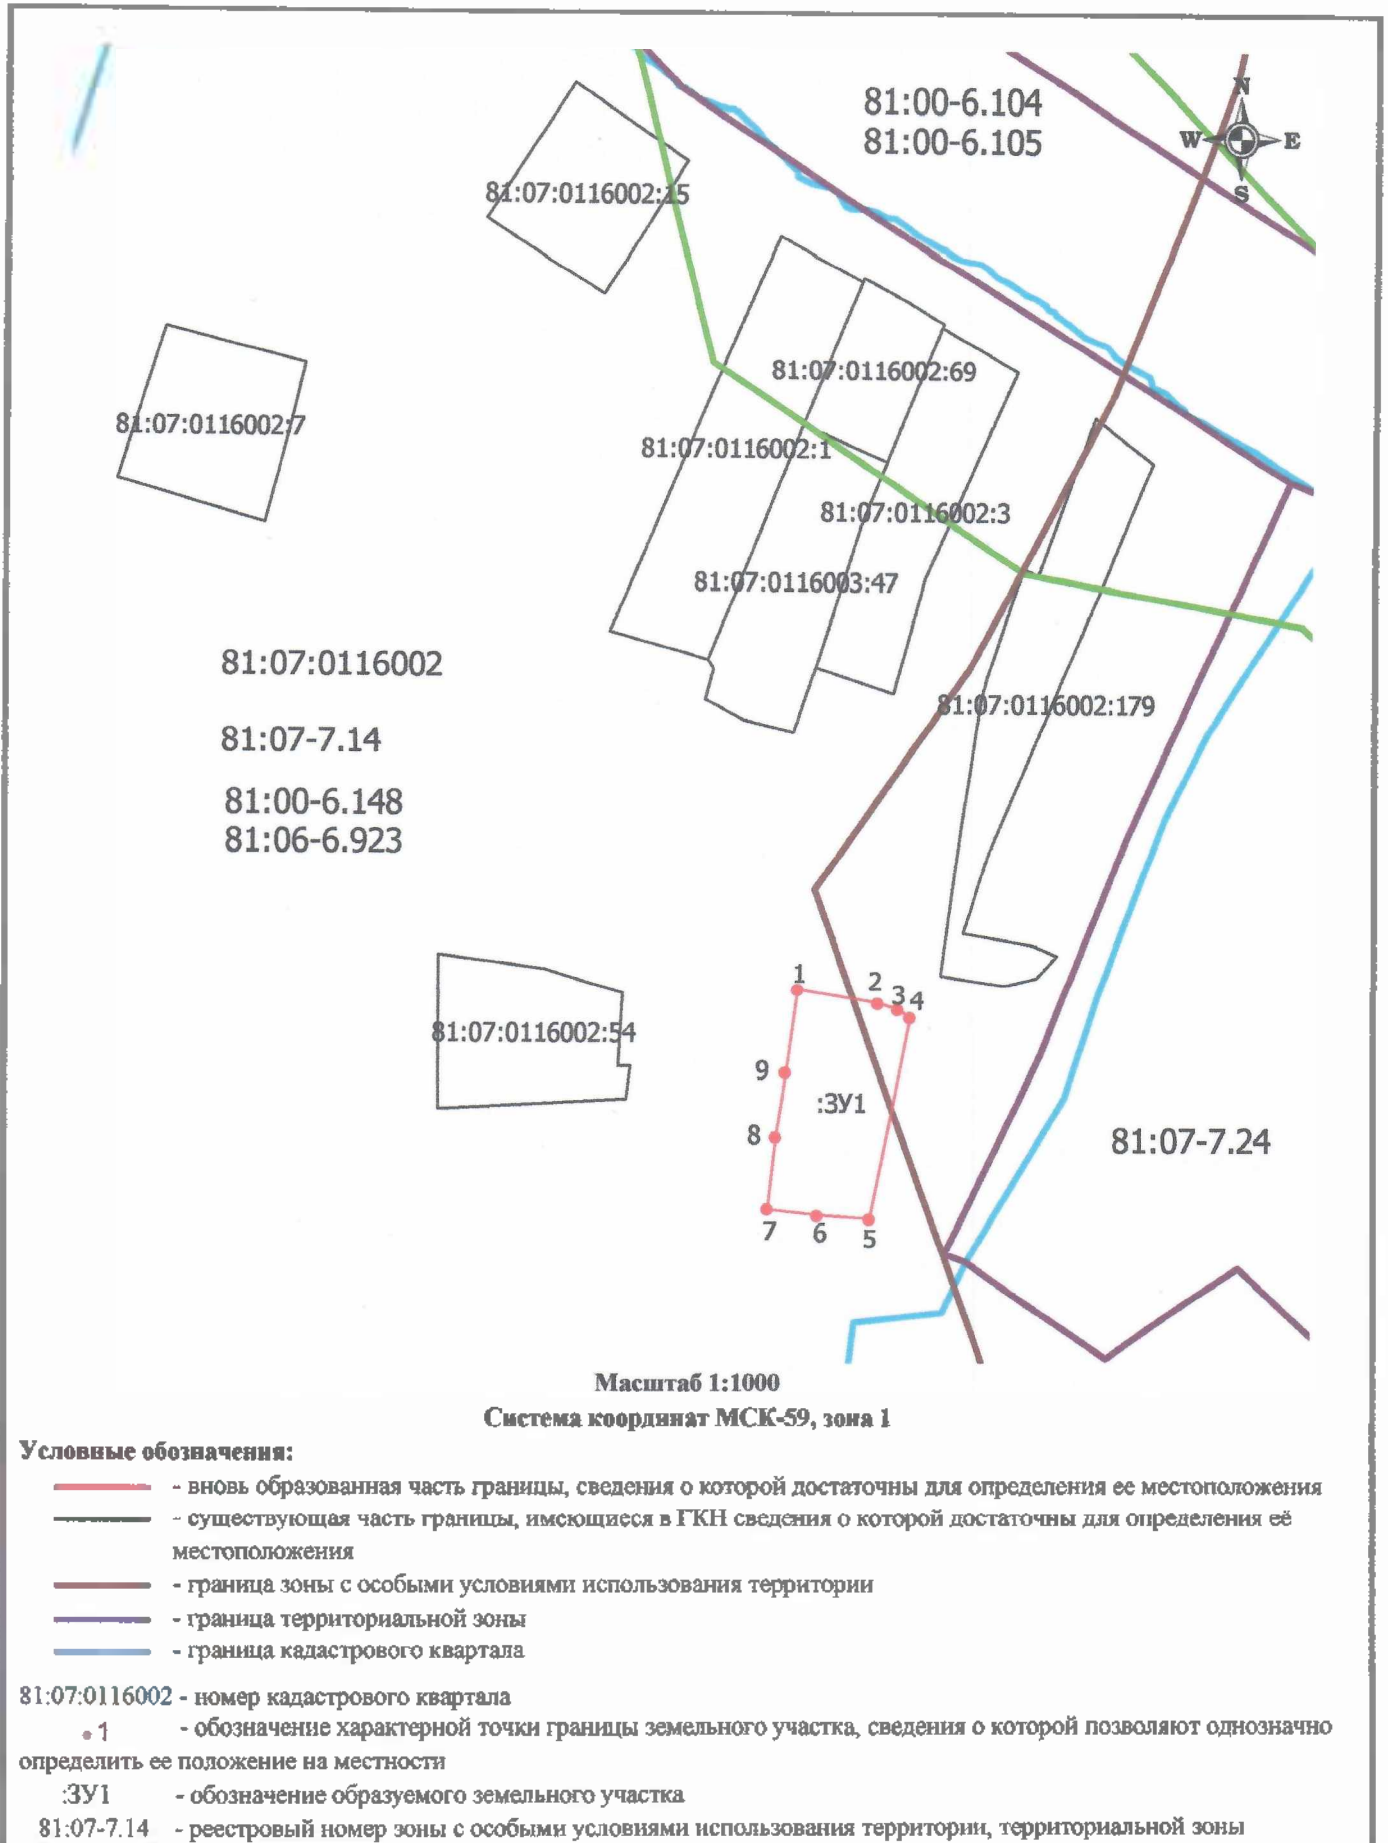 81:00-6.104
81:00-6.105
N
W E
S
81:07:0116002:15
81:07:0116002:69
81:07:0116002:7
81:07:0116002:1
81:07:0116002:3
81:07:0116003:47
81:07:0116002
81:07:0116002:179
81:07-7.14
81:00-6.148
81:06-6.923
1
2
3
4
81:07:0116002:54
9
:ЗУ1
8
81:07-7.24
7
6
5
Масштаб 1:1000
Система координат МСК-59, зона 1
Условные обозначения:
- вновь образованная часть границы, сведения о которой достаточны для определения ее местоположения
- существующая часть границы, имеющиеся в ГКН сведения о которой достаточны для определения её
местоположения
- граница зоны с особыми условиями использования территории
- граница территориальной зоны
- граница кадастрового квартала
81:07:0116002 - номер кадастрового квартала
1 - обозначение характерной точки границы земельного участка, сведения о которой позволяют однозначно
определить ее положение на местности
:ЗУ1 - обозначение образуемого земельного участка
81:07-7.14 - реестровый номер зоны с особыми условиями использования территории, территориальной зоны